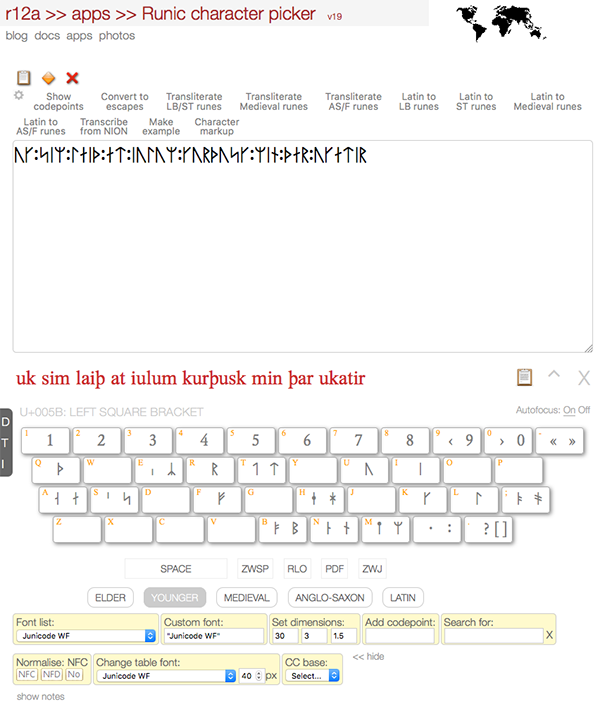 r12a >> apps >> Runic character picker v19
blog docs apps photos
Show codepoints
Convert to escapes
Transliterate LB/ST runes
Transliterate Medieval runes
Transliterate AS/F runes
Latin to LB runes
Latin to ST runes
Latin to Medieval runes
Latin to AS/F runes
Transcribe from NION
Make example
Character markup
ᚢᚴ:ᛋᛁᛘ:ᛚᛅᛁᚦ:ᛅᛏ:ᛁᚢᛚᚢᛘ:ᚴᚢᚱᚦᚢᛋᚴ:ᛘᛁᚾ:ᚦᛅᚱ:ᚢᚴᛅᛏᛁᚱ
uk sim laiþ at iulum kurþusk min þar ukatir
X
D
T
I
U+005B: LEFT SQUARE BRACKET
Autofocus: On Off
1 1 2 2 3 3 4 4 5 5 6 6 7 7 8 8 9 ‹ 9 0 › 0 - « »
Q ᚦ W E ᛧ ᛦ R ᚱ T ᛐ ᛏ Y U ᚢ I ᛁ O P
A ᛆ ᛅ S ᛌ ᛋ D F ᚠ G H ᚽ ᚼ J K ᚴ L ᛚ ; ᚭ ᚬ
Z X C V B ᛓ ᛒ N ᚿ ᚾ M ᛙ ᛘ , · : . ? [ ]
SPACE ZWSP RLO PDF ZWJ
ELDER YOUNGER MEDIEVAL ANGLO-SAXON LATIN
Font list: Custom font: Set dimensions: Add codepoint: Search for:
Junicode WF "Junicode WF" 30 3 1.5 X
Normalise: NFC Change table font: CC base: << hide
NFC NFD No Junicode WF 40 px Select...
show notes